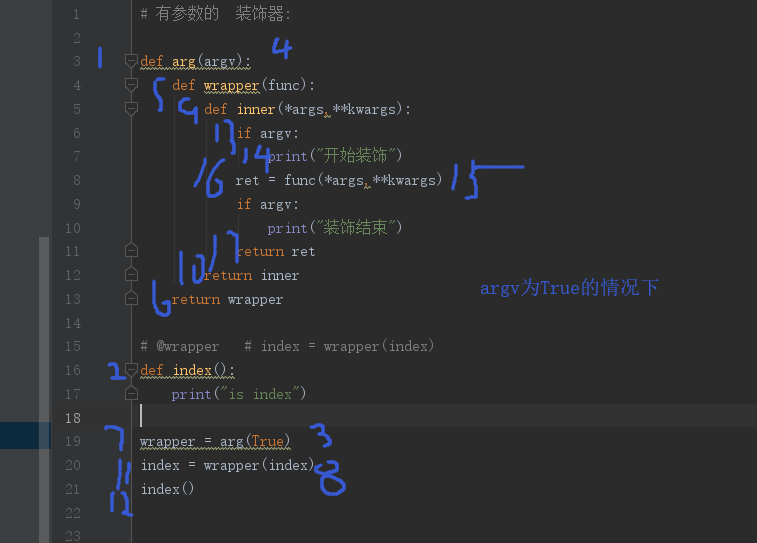 1 # 有参数的 装饰器:
2
1 3 def arg(argv): 4
4 5 def wrapper(func):
5 9 def inner(*args,**kwargs):
6 13 if argv:
7 14 print("开始装饰")
8 16 ret = func(*args,**kwargs) 15
9 if argv:
10 print("装饰结束")
11 17 return ret
12 10 return inner
argv为True的情况下
13 6 return wrapper
14
15 # @wrapper # index = wrapper(index)
2 16 def index():
17 print("is index")
18
7 19 wrapper = arg(True) 3
11 20 index = wrapper(index) 8
12 21 index()
22
23